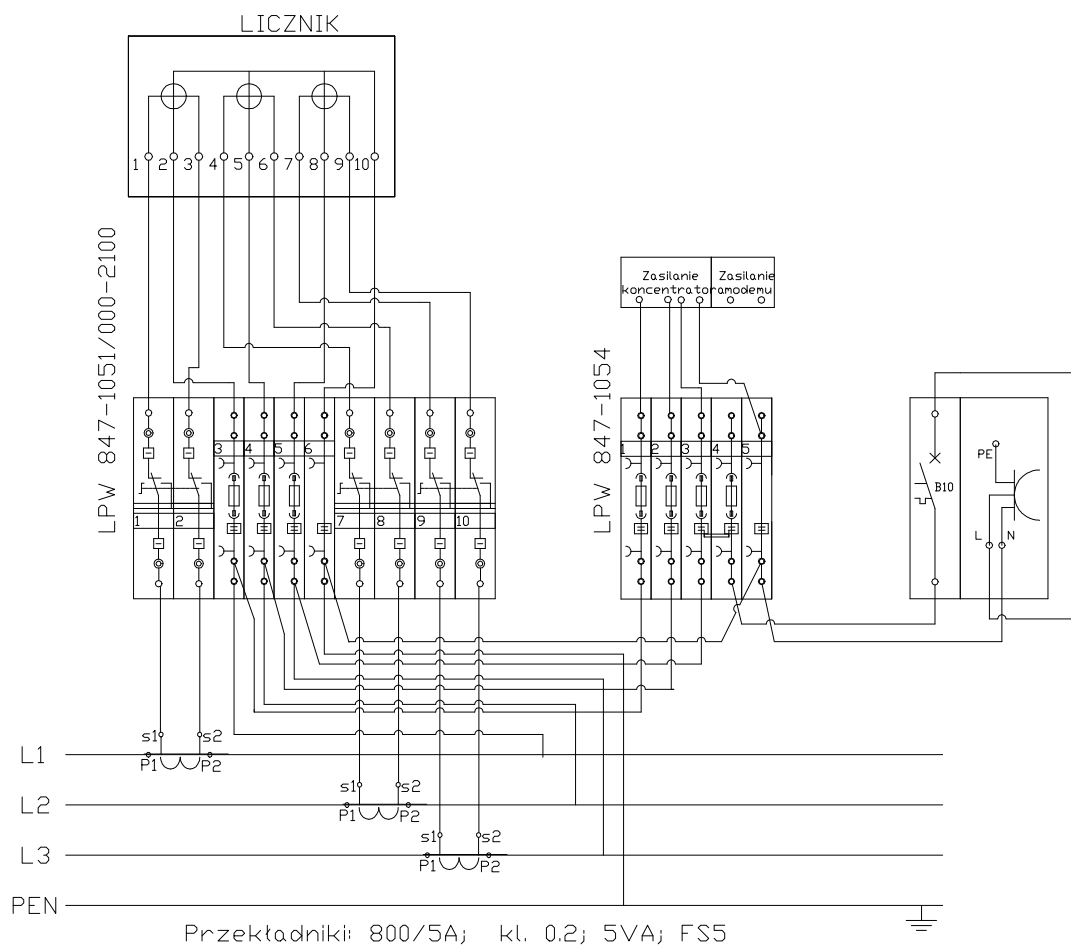 LICZNIK
1 2 3 4 5 6 7 8 9 10
LPW 847-1051/000-2100
Zasilanie Zasilanie
koncentratoramodemu
LPW 847-1054
3 4 5 6
1 2 3 4 5
PE
B10
1 2 7 8 9 10
L N
s1 s2
L1
P1 P2
s1 s2
L2
P1 P2
s1 s2
L3
P1 P2
PEN
Przekładniki: 800/5A; kl. 0.2; 5VA; FS5